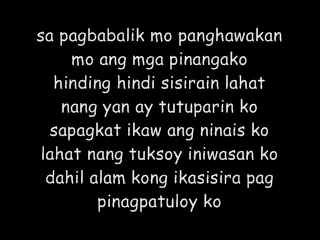 sa pagbabalik mo panghawakan
mo ang mga pinangako
hinding hindi sisirain lahat
nang yan ay tutuparin ko
sapagkat ikaw ang ninais ko
lahat nang tuksoy iniwasan ko
dahil alam kong ikasisira pag
pinagpatuloy ko